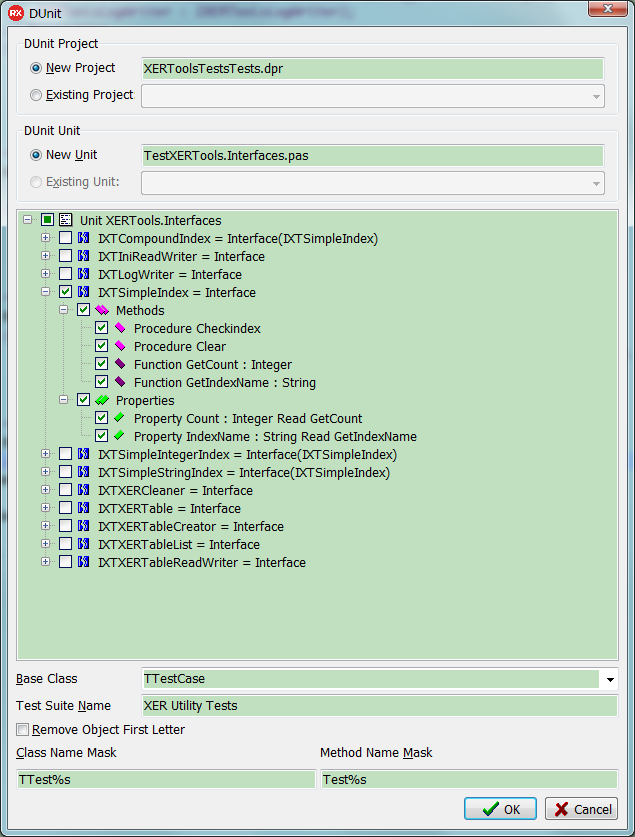 RX DUnit
DUnit Project
New Project XERToolsTestsTests.dpr
Existing Project
DUnit Unit
New Unit TestXERTools.Interfaces.pas
Existing Unit:
Unit XERTools.Interfaces
IXTCompoundIndex = Interface(IXTSimpleIndex)
IXTIniReadWriter = Interface
IXTLogWriter = Interface
IXTSimpleIndex = Interface
Methods
Procedure Checkindex
Procedure Clear
Function GetCount : Integer
Function GetIndexName : String
Properties
Property Count : Integer Read GetCount
Property IndexName : String Read GetIndexName
IXTSimpleIntegerIndex = Interface(IXTSimpleIndex)
IXTSimpleStringIndex = Interface(IXTSimpleIndex)
IXTXERCleaner = Interface
IXTXERTable = Interface
IXTXERTableCreator = Interface
IXTXERTableList = Interface
IXTXERTableReadWriter = Interface
Base Class TTestCase
Test Suite Name XER Utility Tests
Remove Object First Letter
Class Name Mask Method Name Mask
TTest%s Test%s
OK Cancel